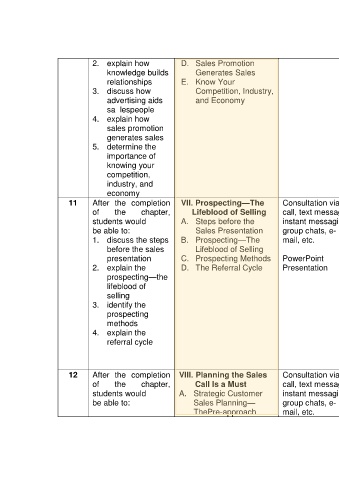 2. explain how
knowledge builds
relationships
3. discuss how
advertising aids
sa lespeople
4. explain how
sales promotion
generates sales
5. determine the
importance of
knowing your
competition,
industry, and
economy
D. Sales Promotion
Generates Sales
E. Know Your
Competition, Industry,
and Economy
11
After the completion
of the chapter,
students would
be able to:
1. discuss the steps
before the sales
presentation
2. explain the
prospecting—the
lifeblood of
selling
3. identify the
prospecting
methods
4. explain the
referral cycle
VII. Prospecting—The
Lifeblood of Selling
A. Steps before the
Sales Presentation
B. Prospecting—The
Lifeblood of Selling
C. Prospecting Methods
D. The Referral Cycle
Consultation via
call, text messa
instant messagi
group chats, e-
mail, etc.
PowerPoint
Presentation
12
After the completion
of the chapter,
students would
be able to:
VIII. Planning the Sales
Call Is a Must
A. Strategic Customer
Sales Planning—
ThePre-approach
Consultation via
call, text messa
instant messagi
group chats, e-
mail, etc.